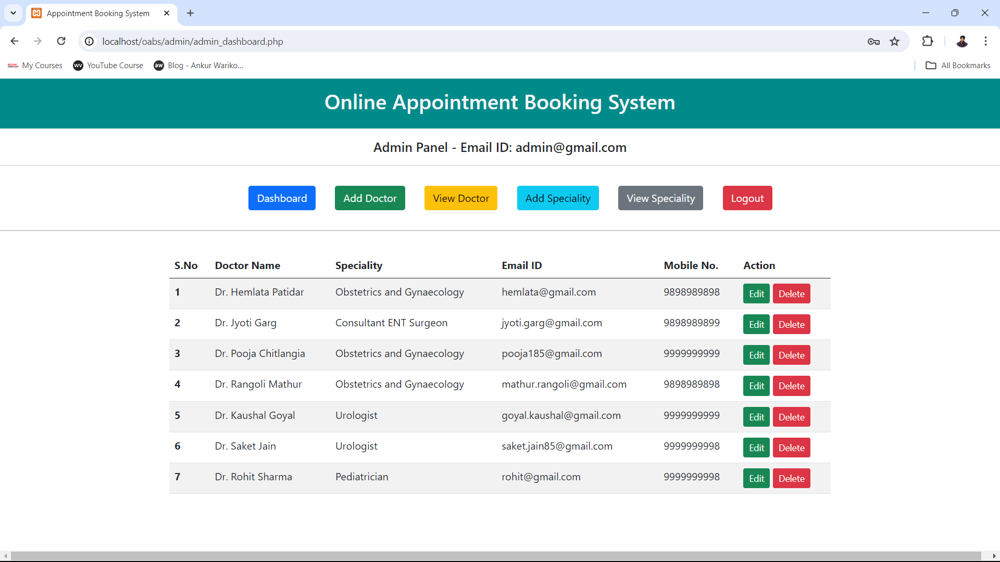 Appointment Booking System
localhost/oabs/admin/admin_dashboard.php
My Courses WV YouTube Course aw Blog - Ankur Wariko... All Bookmarks
Online Appointment Booking System
Admin Panel - Email ID: admin@gmail.com
Dashboard Add Doctor View Doctor Add Speciality View Speciality Logout
S.No Doctor Name Speciality Email ID Mobile No. Action
1 Dr. Hemlata Patidar Obstetrics and Gynaecology hemlata@gmail.com 9898989898 Edit Delete
2 Dr. Jyoti Garg Consultant ENT Surgeon jyoti.garg@gmail.com 9898989899 Edit Delete
3 Dr. Pooja Chitlangia Obstetrics and Gynaecology pooja185@gmail.com 9999999999 Edit Delete
4 Dr. Rangoli Mathur Obstetrics and Gynaecology mathur.rangoli@gmail.com 9898989898 Edit Delete
5 Dr. Kaushal Goyal Urologist goyal.kaushal@gmail.com 9999999999 Edit Delete
6 Dr. Saket Jain Urologist saket.jain85@gmail.com 9999999998 Edit Delete
7 Dr. Rohit Sharma Pediatrician rohit@gmail.com 9999999998 Edit Delete